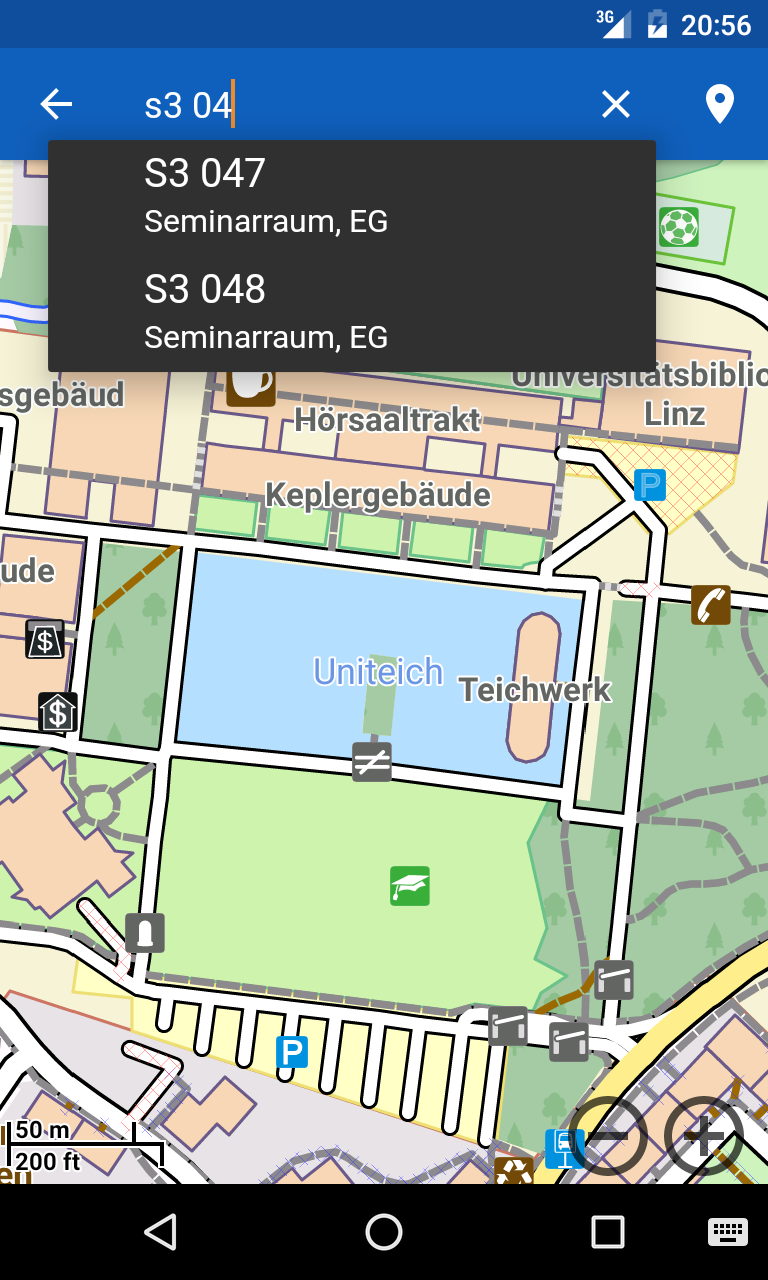 3G 20:56
s3 04
S3 047
Seminarraum, EG
S3 048
Seminarraum, EG
sgebäud
Universitätsbiblio
Linz
Hörsaaltrakt
Keplergebäude
P
ude
$
$
Uniteich
Teichwerk
P
50 m
200 ft
en